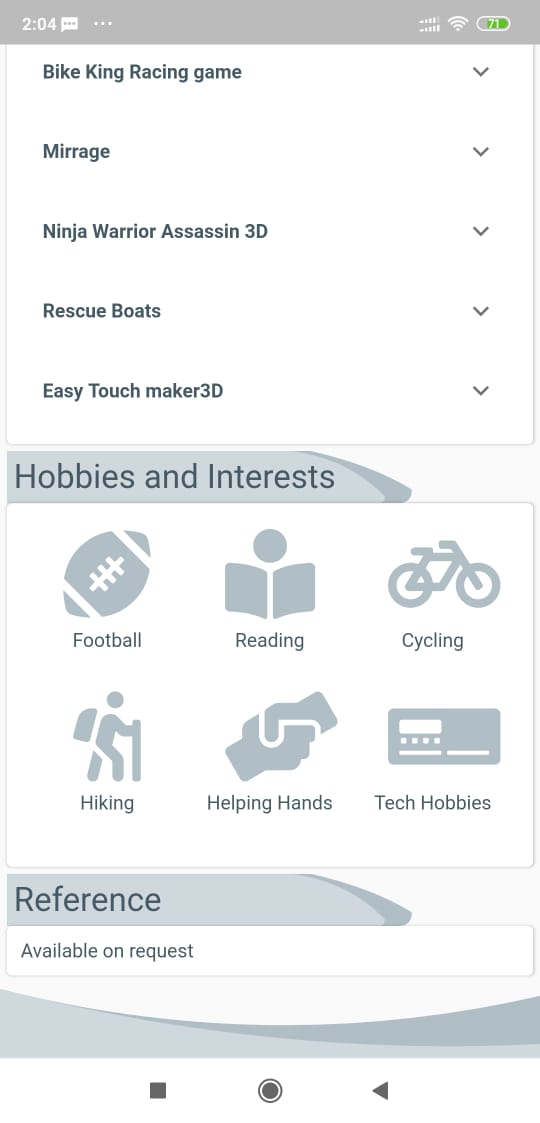 2:04
71
Bike King Racing game
Mirrage
Ninja Warrior Assassin 3D
Rescue Boats
Easy Touch maker3D
Hobbies and Interests
Football Reading Cycling
Hiking Helping Hands Tech Hobbies
Reference
Available on request